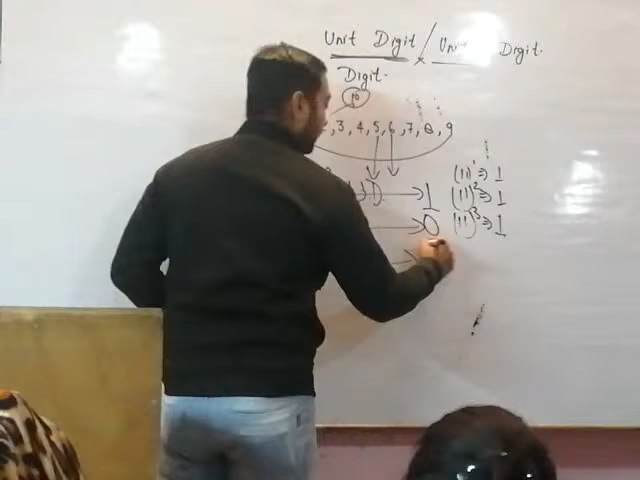 Unit Digit / Unit Digit.
Digit.
10
, 3, 4, 5, 6, 7, 8, 9
(11)¹ ⇒ 1
1 (11)² ⇒ 1
0 (11)³ ⇒ 1